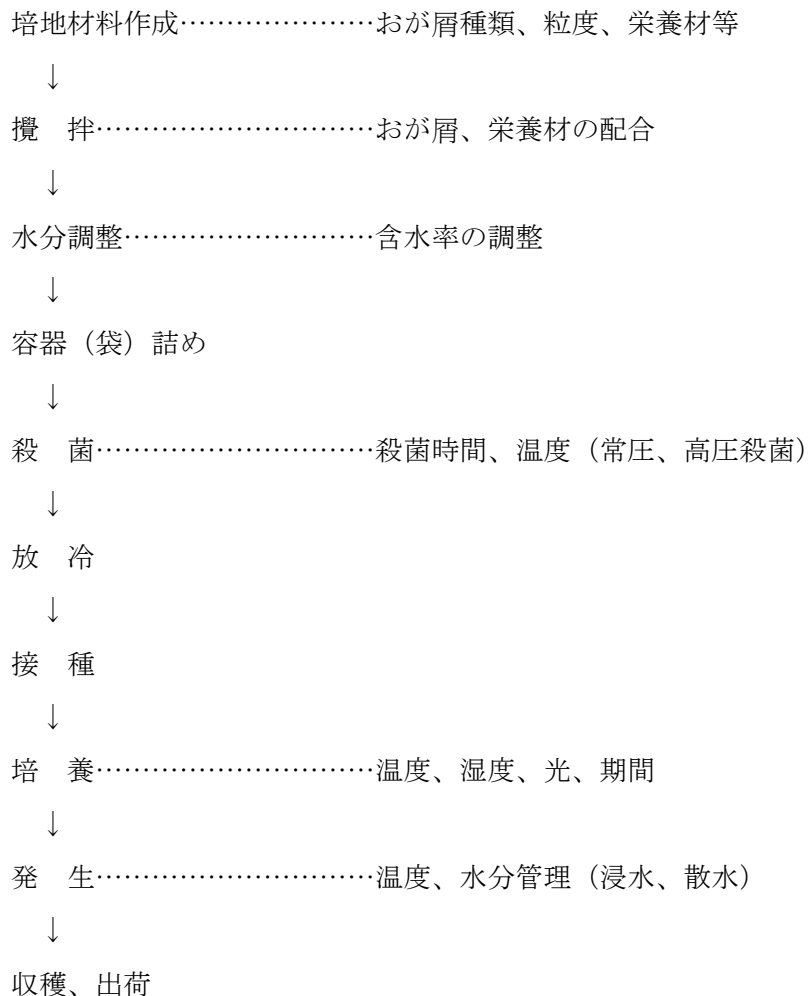 培地材料作成…………………おが屑種類、粒度、栄養材等
↓
攪　拌…………………………おが屑、栄養材の配合
↓
水分調整………………………含水率の調整
↓
容器（袋）詰め
↓
殺　菌…………………………殺菌時間、温度（常圧、高圧殺菌）
↓
放　冷
↓
接　種
↓
培　養…………………………温度、湿度、光、期間
↓
発　生…………………………温度、水分管理（浸水、散水）
↓
収穫、出荷